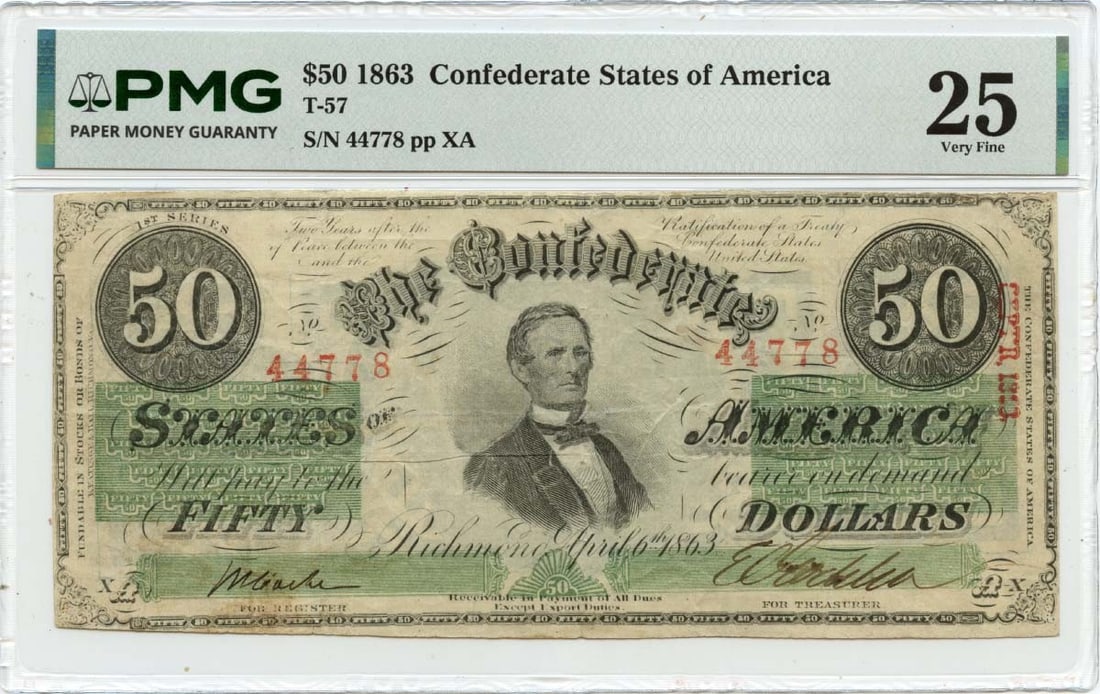 PMG
PAPER MONEY GUARANTY
$50 1863 Confederate States of America
T-57
S/N 44778 pp XA
25
Very Fine
1ST SERIES
Two Years after the Ratification of a Treaty
of Peace between the Confederate States
and the United States
50
The Confederate
50
No
44778
No
44778
STATES OF AMERICA
Will pay to the bearer on demand
FIFTY DOLLARS
Richmond April 6th 1863
FUNDABLE IN STOCKS OR BONDS OF
THE CONFEDERATE STATES OF AMERICA
X A
A X
FOR REGISTER
50
Receivable in Payment of All Dues
Except Export Duties.
FOR TREASURER